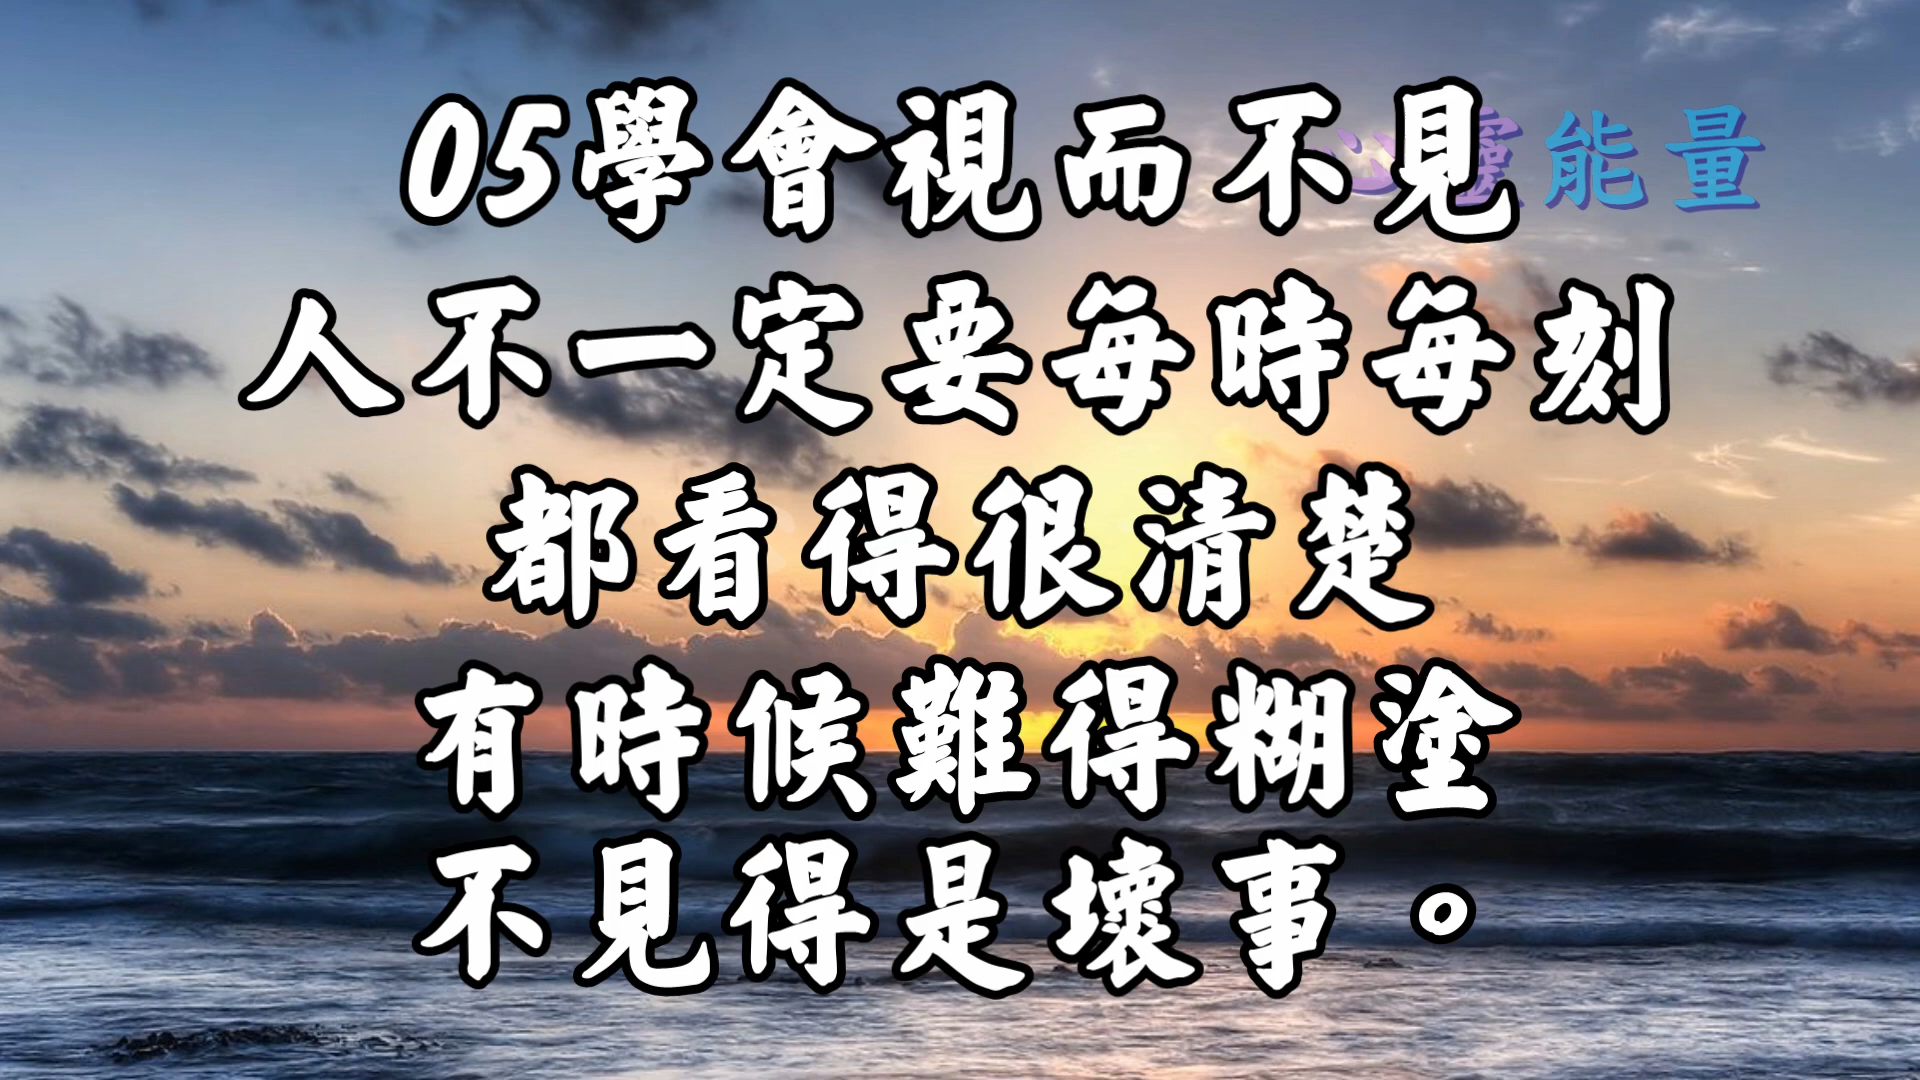 05學會視而不見
心靈能量
人不一定要每時每刻
都看得很清楚
有時候難得糊塗
不見得是壞事。